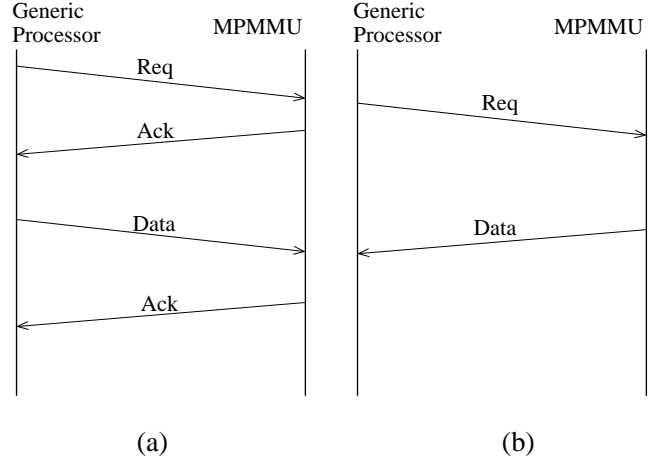 Generic
Processor
MPMMU
Req
Ack
Data
Ack
(a)
Generic
Processor
MPMMU
Req
Data
(b)